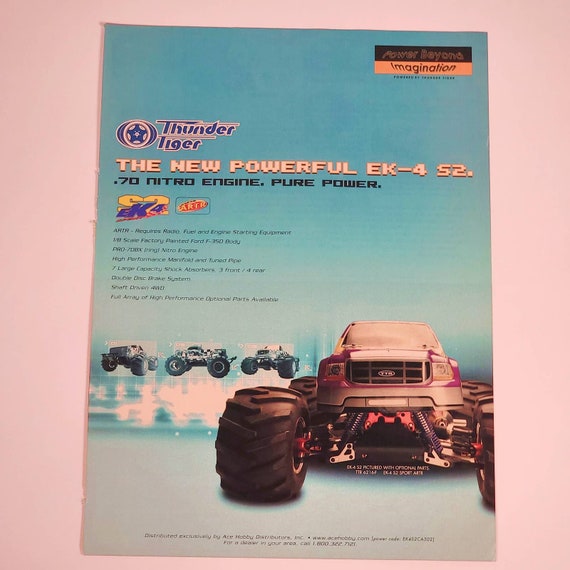 Power Beyond
Imagination
POWERED BY THUNDER TIGER
Thunder
Tiger
THE NEW POWERFUL EK-4 S2.
.70 NITRO ENGINE. PURE POWER.
S2
EK4
ARTR
ARTR - Requires Radio, Fuel and Engine Starting Equipment
1/8 Scale Factory Painted Ford F-350 Body
PRO-70BX (ring) Nitro Engine
High Performance Manifold and Tuned Pipe
7 Large Capacity Shock Absorbers, 3 front / 4 rear
Double Disc Brake System
Shaft Driven 4WD
Full Array of High Performance Optional Parts Available
TTR
EK-4 S2 PICTURED WITH OPTIONAL PARTS.
TTR 6216-F EK-4 S2 SPORT ARTR
Distributed exclusively by Ace Hobby Distributors, Inc. • www.acehobby.com
For a dealer in your area, call 1.800.322.7121.